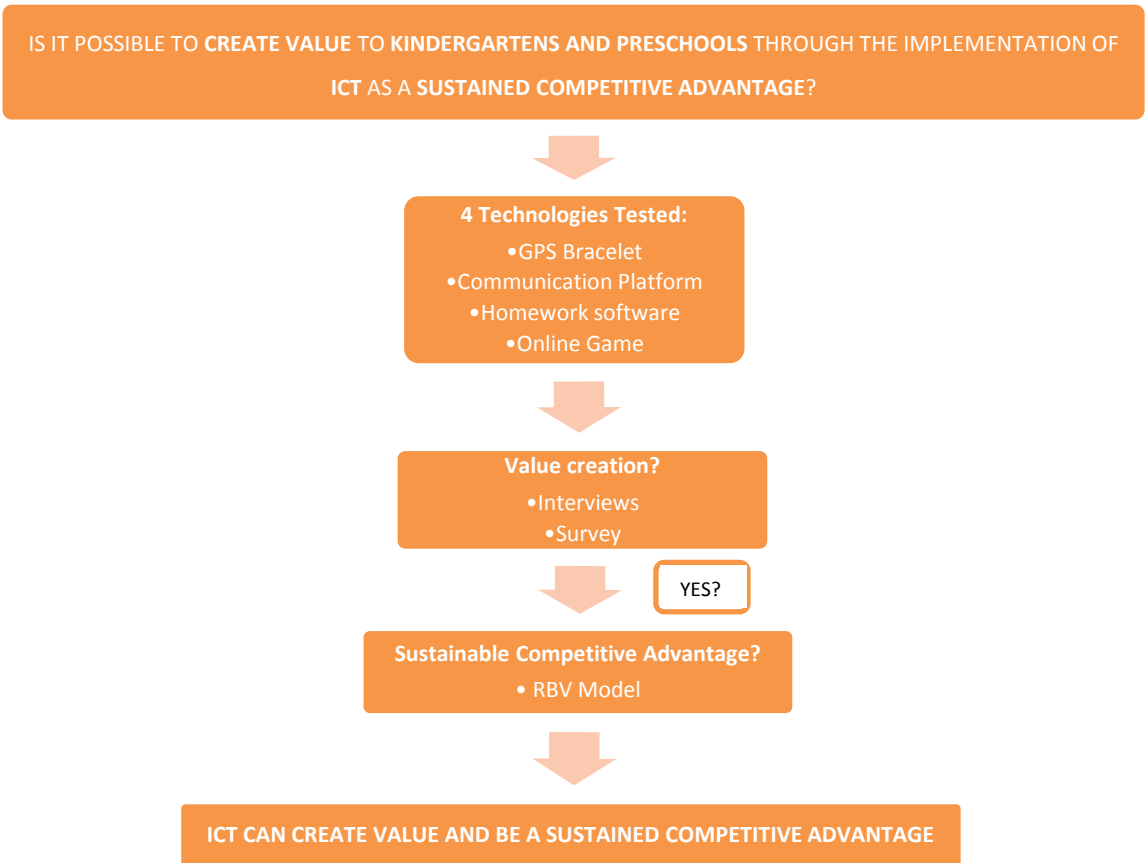 IS IT POSSIBLE TO CREATE VALUE TO KINDERGARTENS AND PRESCHOOLS THROUGH THE IMPLEMENTATION OF
ICT AS A SUSTAINED COMPETITIVE ADVANTAGE?
4 Technologies Tested:
•GPS Bracelet
•Communication Platform
•Homework software
•Online Game
Value creation?
•Interviews
•Survey
YES?
Sustainable Competitive Advantage?
• RBV Model
ICT CAN CREATE VALUE AND BE A SUSTAINED COMPETITIVE ADVANTAGE